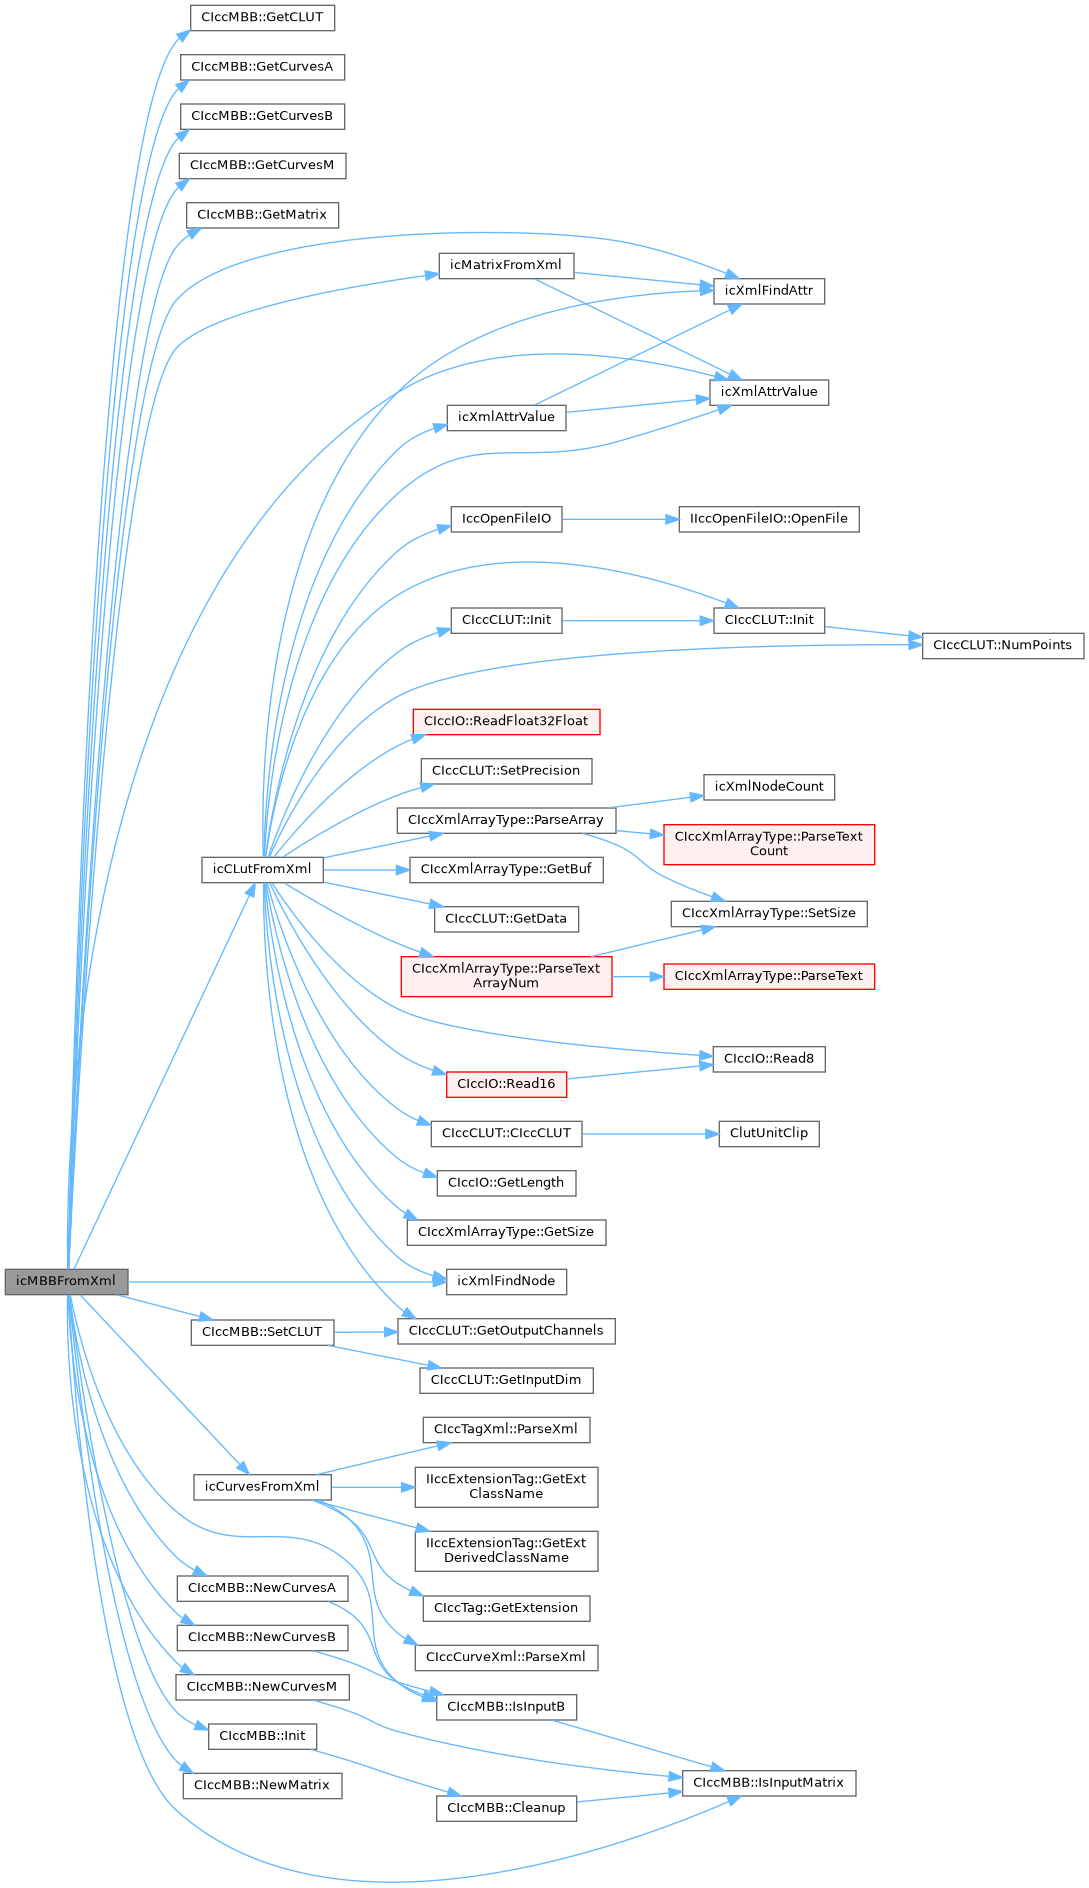 CIccMBB::GetCLUT
CIccMBB::GetCurvesA
CIccMBB::GetCurvesB
CIccMBB::GetCurvesM
CIccMBB::GetMatrix
icMatrixFromXml
icXmlFindAttr
icXmlAttrValue
icXmlAttrValue
IccOpenFileIO
IIccOpenFileIO::OpenFile
CIccCLUT::Init
CIccCLUT::Init
CIccCLUT::NumPoints
CIccIO::ReadFloat32Float
CIccCLUT::SetPrecision
icXmlNodeCount
CIccXmlArrayType::ParseArray
CIccXmlArrayType::ParseText
Count
icCLutFromXml
CIccXmlArrayType::GetBuf
CIccXmlArrayType::SetSize
CIccCLUT::GetData
CIccXmlArrayType::ParseText
ArrayNum
CIccXmlArrayType::ParseText
CIccIO::Read8
CIccIO::Read16
CIccCLUT::CIccCLUT
ClutUnitClip
CIccIO::GetLength
CIccXmlArrayType::GetSize
icMBBFromXml
icXmlFindNode
CIccMBB::SetCLUT
CIccCLUT::GetOutputChannels
CIccCLUT::GetInputDim
CIccTagXml::ParseXml
icCurvesFromXml
IIccExtensionTag::GetExt
ClassName
IIccExtensionTag::GetExt
DerivedClassName
CIccMBB::NewCurvesA
CIccTag::GetExtension
CIccMBB::NewCurvesB
CIccCurveXml::ParseXml
CIccMBB::NewCurvesM
CIccMBB::IsInputB
CIccMBB::Init
CIccMBB::NewMatrix
CIccMBB::IsInputMatrix
CIccMBB::Cleanup